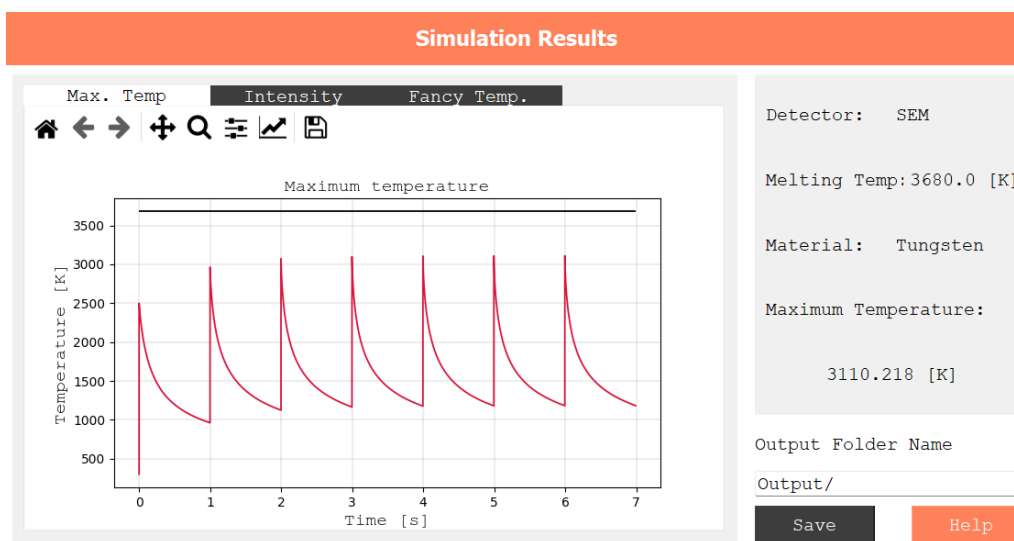 Simulation Results
Max. Temp
Intensity
Fancy Temp.
Maximum temperature
Temperature [K]
3500
3000
2500
2000
1500
1000
500
0 1 2 3 4 5 6 7
Time [s]
Detector: SEM
Melting Temp: 3680.0 [K]
Material: Tungsten
Maximum Temperature:
3110.218 [K]
Output Folder Name
Output/
Save
Help